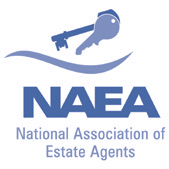 NAEA
National Association of
Estate Agents